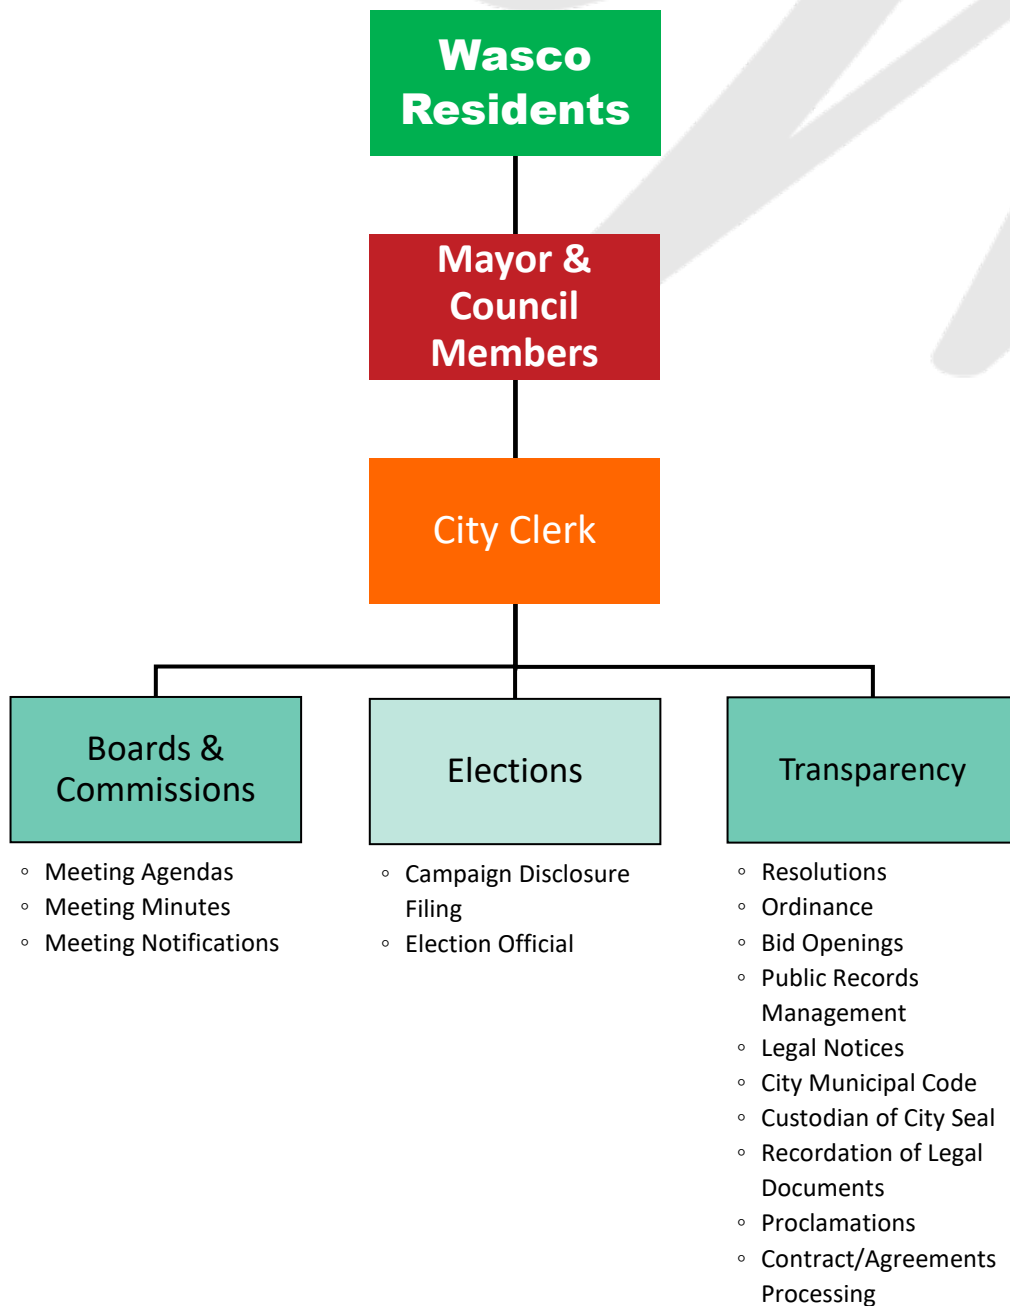 Wasco
Residents
Mayor &
Council
Members
City Clerk
Boards &
Commissions
◦ Meeting Agendas
◦ Meeting Minutes
◦ Meeting Notifications
Elections
◦ Campaign Disclosure
Filing
◦ Election Official
Transparency
◦ Resolutions
◦ Ordinance
◦ Bid Openings
◦ Public Records
Management
◦ Legal Notices
◦ City Municipal Code
◦ Custodian of City Seal
◦ Recordation of Legal
Documents
◦ Proclamations
◦ Contract/Agreements
Processing